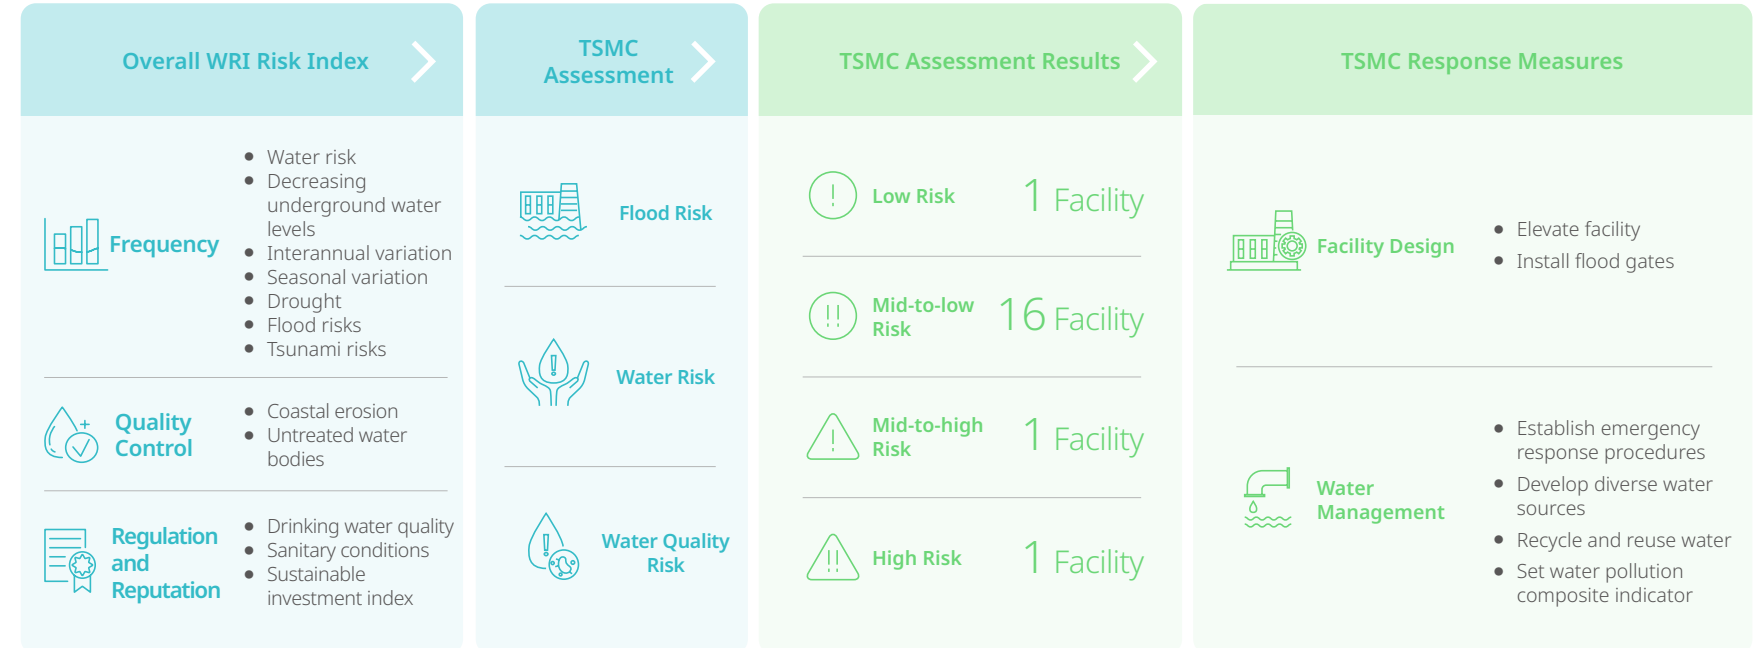 Overall WRI Risk Index
Frequency
Water risk
Decreasing
underground water
levels
Interannual variation
Seasonal variation
Drought
Flood risks
Tsunami risks
Quality
Control
Coastal erosion
Untreated water
bodies
Regulation
and
Reputation
Drinking water quality
Sanitary conditions
Sustainable
investment index
TSMC
Assessment
Flood Risk
Water Risk
Water Quality
Risk
TSMC Assessment Results
Low Risk 1 Facility
Mid-to-low
Risk
16 Facility
Mid-to-high
Risk
1 Facility
High Risk 1 Facility
TSMC Response Measures
Facility Design
Elevate facility
Install flood gates
Water
Management
Establish emergency
response procedures
Develop diverse water
sources
Recycle and reuse water
Set water pollution
composite indicator